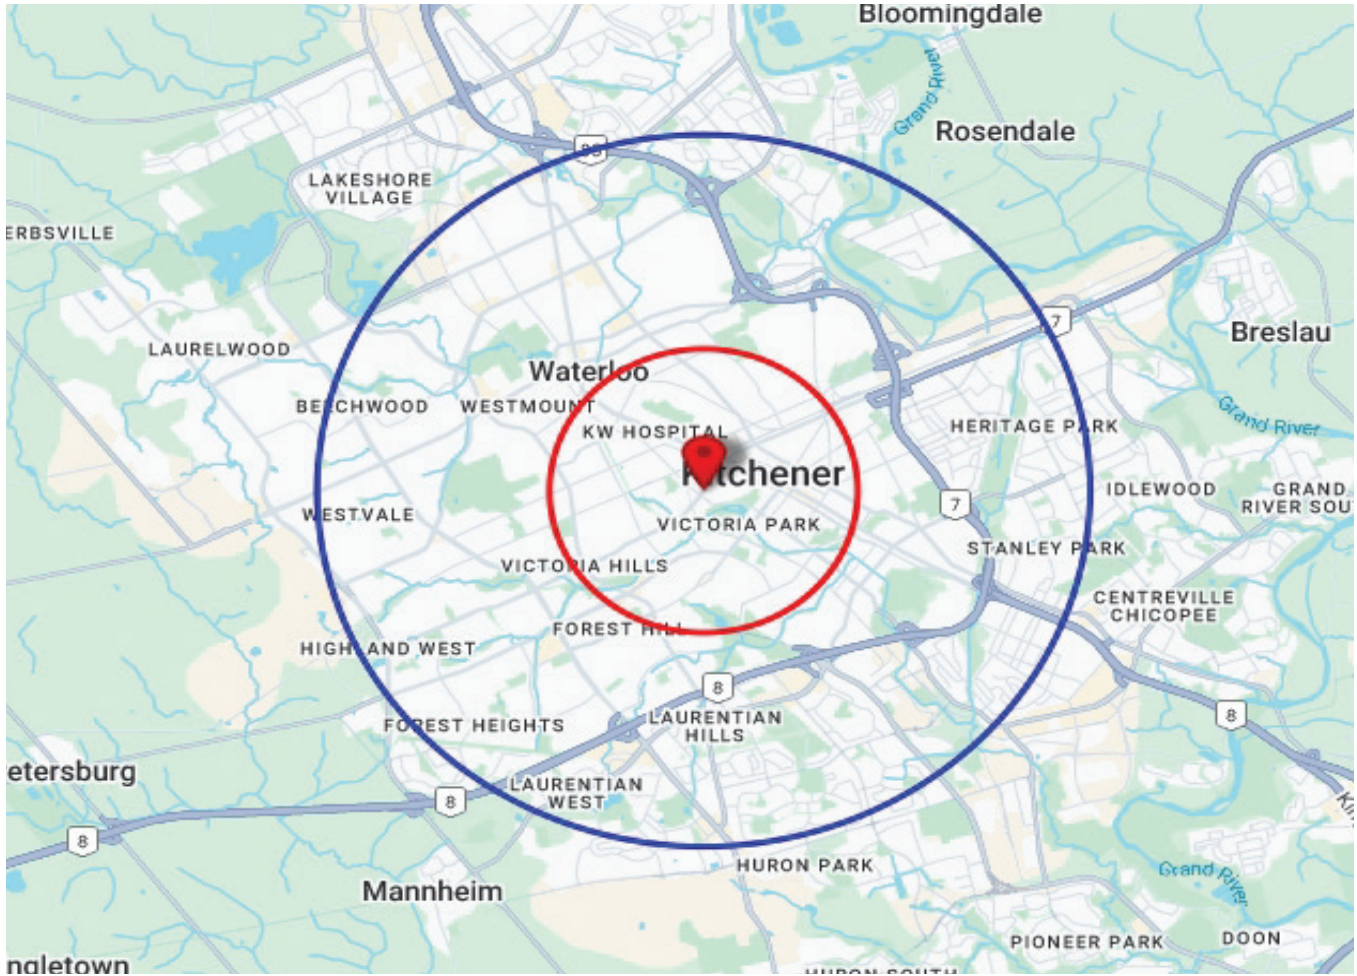 Bloomingdale
Grand River
Rosendale
LAKESHORE
VILLAGE
ERBSVILLE
7
Breslau
LAURELWOOD
Waterloo
BEECHWOOD
WESTMOUNT
Grand River
KW HOSPITAL
HERITAGE PARK
Kitchener
IDLEWOOD
GRAND
RIVER SOU
7
WESTVALE
VICTORIA PARK
STANLEY PARK
VICTORIA HILLS
CENTREVILLE
CHICOPEE
FOREST HILL
HIGHLAND WEST
8
8
LAURENTIAN
HILLS
FOREST HEIGHTS
etersburg
LAURENTIAN
WEST
8
8
HURON PARK
Grand River
Mannheim
PIONEER PARK
DOON
ngletown
HURON SOUTH